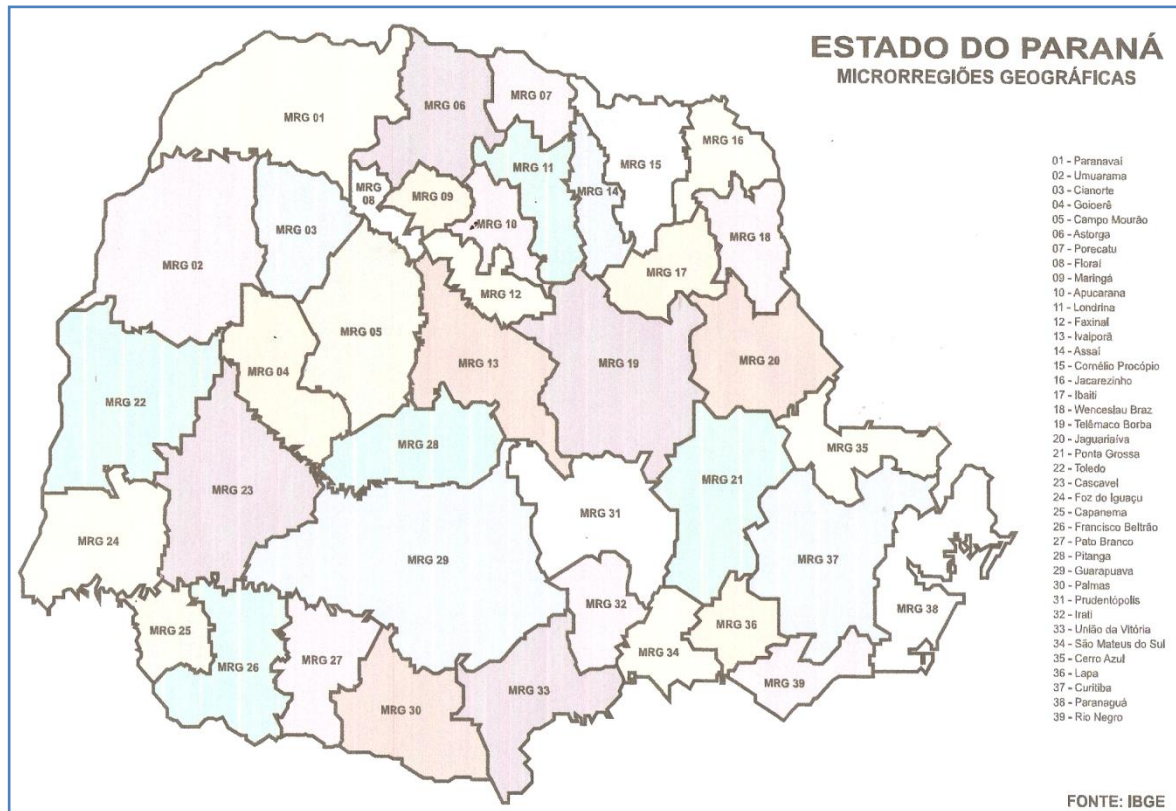 ESTADO DO PARANÁ
MICRORREGIÕES GEOGRÁFICAS
MRG 01
MRG 06
MRG 07
MRG 15
MRG 16
MRG 11
MRG
08
MRG 09
MRG 14
MRG 10
MRG 03
MRG 18
MRG 02
MRG 17
MRG 12
MRG 05
MRG 13
MRG 19
MRG 20
MRG 04
MRG 22
MRG 28
MRG 35
MRG 21
MRG 23
MRG 31
MRG 24
MRG 29
MRG 37
MRG 32
MRG 38
MRG 25
MRG 36
MRG 34
MRG 27
MRG 26
MRG 39
MRG 33
MRG 30
01 - Paranavaí
02 - Umuarama
03 - Cianorte
04 - Goioerê
05 - Campo Mourão
06 - Astorga
07 - Porecatu
08 - Floraí
09 - Maringá
10 - Apucarana
11 - Londrina
12 - Faxinal
13 - Ivaiporã
14 - Assaí
15 - Cornélio Procópio
16 - Jacarezinho
17 - Ibaiti
18 - Wenceslau Braz
19 - Telêmaco Borba
20 - Jaguariaíva
21 - Ponta Grossa
22 - Toledo
23 - Cascavel
24 - Foz do Iguaçu
25 - Capanema
26 - Francisco Beltrão
27 - Pato Branco
28 - Pitanga
29 - Guarapuava
30 - Palmas
31 - Prudentópolis
32 - Irati
33 - União da Vitória
34 - São Mateus do Sul
35 - Cerro Azul
36 - Lapa
37 - Curitiba
38 - Paranaguá
39 - Rio Negro
FONTE: IBGE